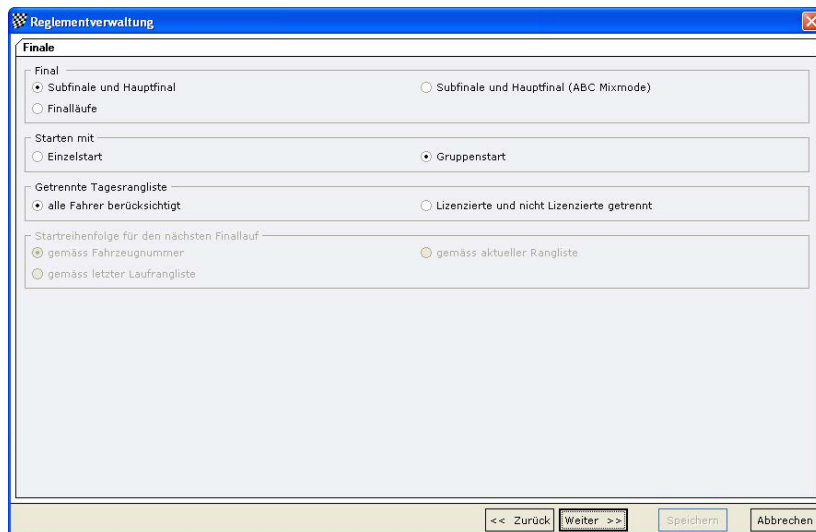 Reglementverwaltung
Finale
Final
Subfinale und Hauptfinal
Subfinale und Hauptfinal (ABC Mixmode)
Finalläufe
Starten mit
Einzelstart
Gruppenstart
Getrennte Tagesrangliste
alle Fahrer berücksichtigt
Lizenzierte und nicht Lizenzierte getrennt
Startreihenfolge für den nächsten Finallauf
gemäss Fahrzeugnummer
gemäss aktueller Rangliste
gemäss letzter Laufrangliste
<< Zurück
Weiter >>
Speichern
Abbrechen